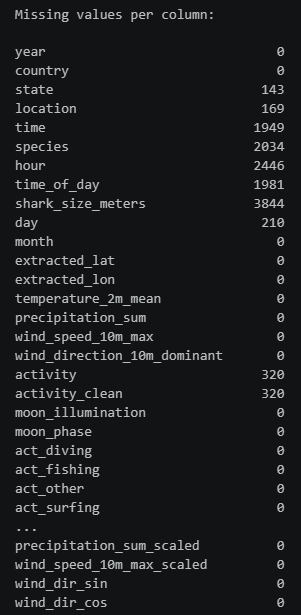 Missing values per column:
year 0
country 0
state 143
location 169
time 1949
species 2034
hour 2446
time_of_day 1981
shark_size_meters 3844
day 210
month 0
extracted_lat 0
extracted_lon 0
temperature_2m_mean 0
precipitation_sum 0
wind_speed_10m_max 0
wind_direction_10m_dominant 0
activity 320
activity_clean 320
moon_illumination 0
moon_phase 0
act_diving 0
act_fishing 0
act_other 0
act_surfing 0
...
precipitation_sum_scaled 0
wind_speed_10m_max_scaled 0
wind_dir_sin 0
wind_dir_cos 0